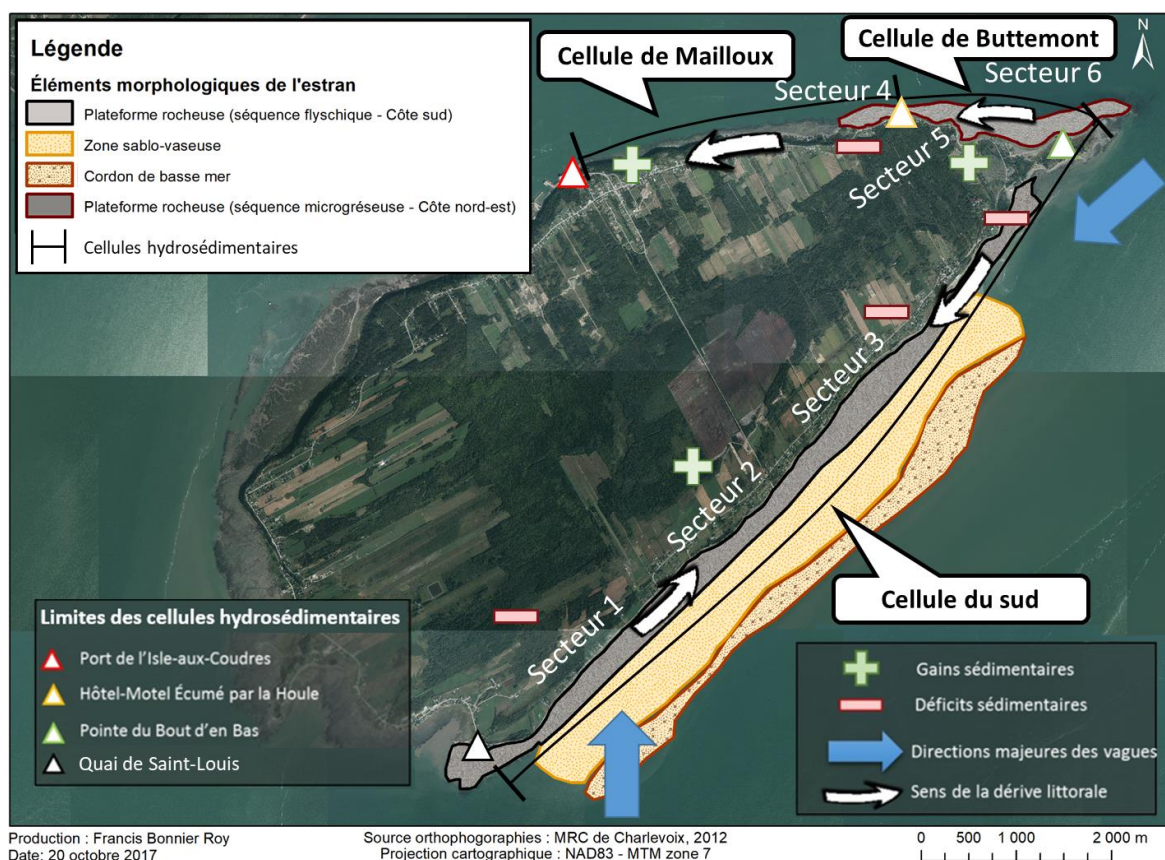 Légende
Éléments morphologiques de l'estran
Plateforme rocheuse (séquence flyschique - Côte sud)
Zone sablo-vaseuse
Cordon de basse mer
Plateforme rocheuse (séquence microgréseuse - Côte nord-est)
Cellules hydrosédimentaires
Cellule de Mailloux
Cellule de Buttemont
N
Secteur 6
Secteur 4
Secteur 5
Secteur 3
Secteur 2
Secteur 1
Cellule du sud
Limites des cellules hydrosédimentaires
Port de l'Isle-aux-Coudres
Hôtel-Motel Écumé par la Houle
Pointe du Bout d'en Bas
Quai de Saint-Louis
Gains sédimentaires
Déficits sédimentaires
Directions majeures des vagues
Sens de la dérive littorale
Production : Francis Bonnier Roy
Date: 20 octobre 2017
Source orthophogoraphies : MRC de Charlevoix, 2012
Projection cartographique : NAD83 - MTM zone 7
0 500 1 000 2 000 m